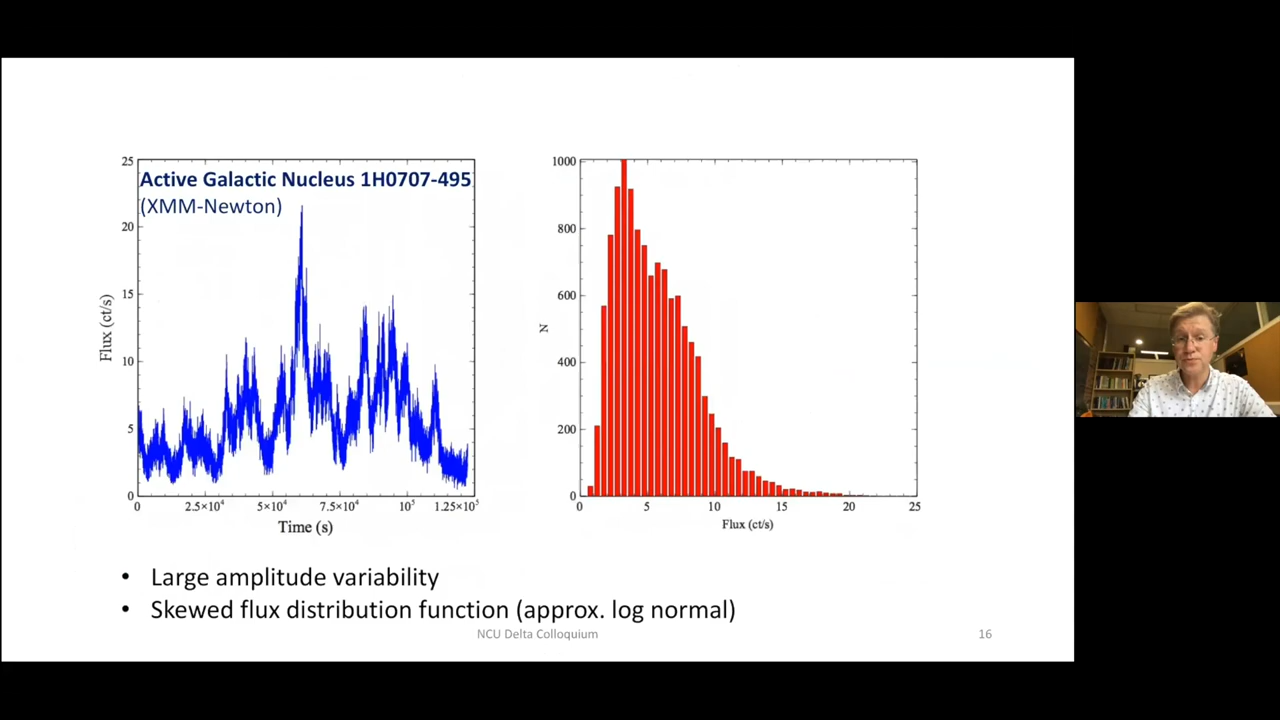 Active Galactic Nucleus 1H0707-495
(XMM-Newton)
25
20
15
10
5
0
Flux (ct/s)
0 2.5×10⁴ 5×10⁴ 7.5×10⁴ 10⁵ 1.25×10⁵
Time (s)
1000
800
600
400
200
0
N
0 5 10 15 20 25
Flux (ct/s)
• Large amplitude variability
• Skewed flux distribution function (approx. log normal)
NCU Delta Colloquium
16